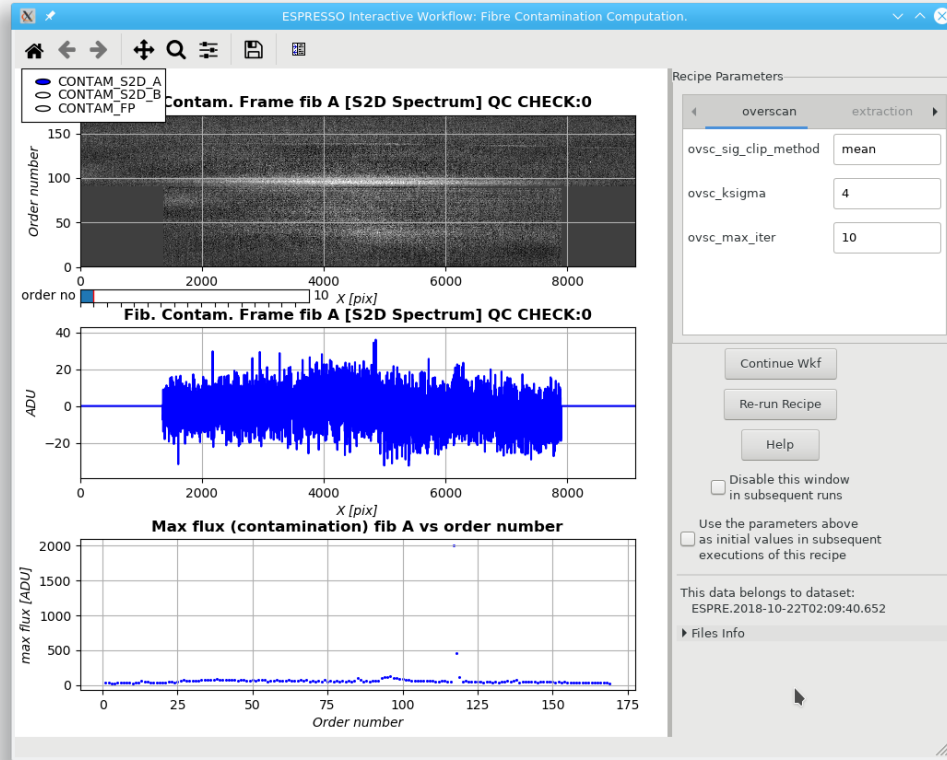 ESPRESSO Interactive Workflow: Fibre Contamination Computation.
CONTAM_S2D_A
CONTAM_S2D_B
CONTAM_FP
Contam. Frame fib A [S2D Spectrum] QC CHECK:0
Order number
150
100
50
0
0 2000 4000 6000 8000
X [pix]
order no 10
Fib. Contam. Frame fib A [S2D Spectrum] QC CHECK:0
ADU
40
20
0
−20
0 2000 4000 6000 8000
X [pix]
Max flux (contamination) fib A vs order number
max flux [ADU]
2000
1500
1000
500
0
0 25 50 75 100 125 150 175
Order number
Recipe Parameters
overscan extraction
ovsc_sig_clip_method mean
ovsc_ksigma 4
ovsc_max_iter 10
Continue Wkf
Re-run Recipe
Help
Disable this window
in subsequent runs
Use the parameters above
as initial values in subsequent
executions of this recipe
This data belongs to dataset:
ESPRE.2018-10-22T02:09:40.652
Files Info